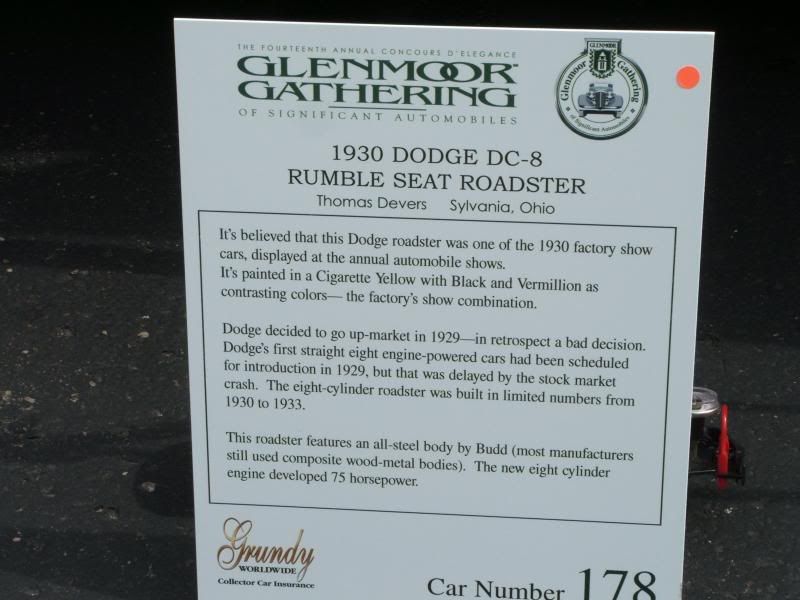 THE FOURTEENTH ANNUAL CONCOURS D'ELEGANCE
GLENMOOR
GATHERING
OF SIGNIFICANT AUTOMOBILES
GLENMOOR
Glenmoor Gathering
of Significant Automobiles
1930 DODGE DC-8
RUMBLE SEAT ROADSTER
Thomas Devers Sylvania, Ohio
It's believed that this Dodge roadster was one of the 1930 factory show
cars, displayed at the annual automobile shows.
It's painted in a Cigarette Yellow with Black and Vermillion as
contrasting colors— the factory's show combination.
Dodge decided to go up-market in 1929—in retrospect a bad decision.
Dodge's first straight eight engine-powered cars had been scheduled
for introduction in 1929, but that was delayed by the stock market
crash. The eight-cylinder roadster was built in limited numbers from
1930 to 1933.
This roadster features an all-steel body by Budd (most manufacturers
still used composite wood-metal bodies). The new eight cylinder
engine developed 75 horsepower.
Grundy
WORLDWIDE
Collector Car Insurance
Car Number 178